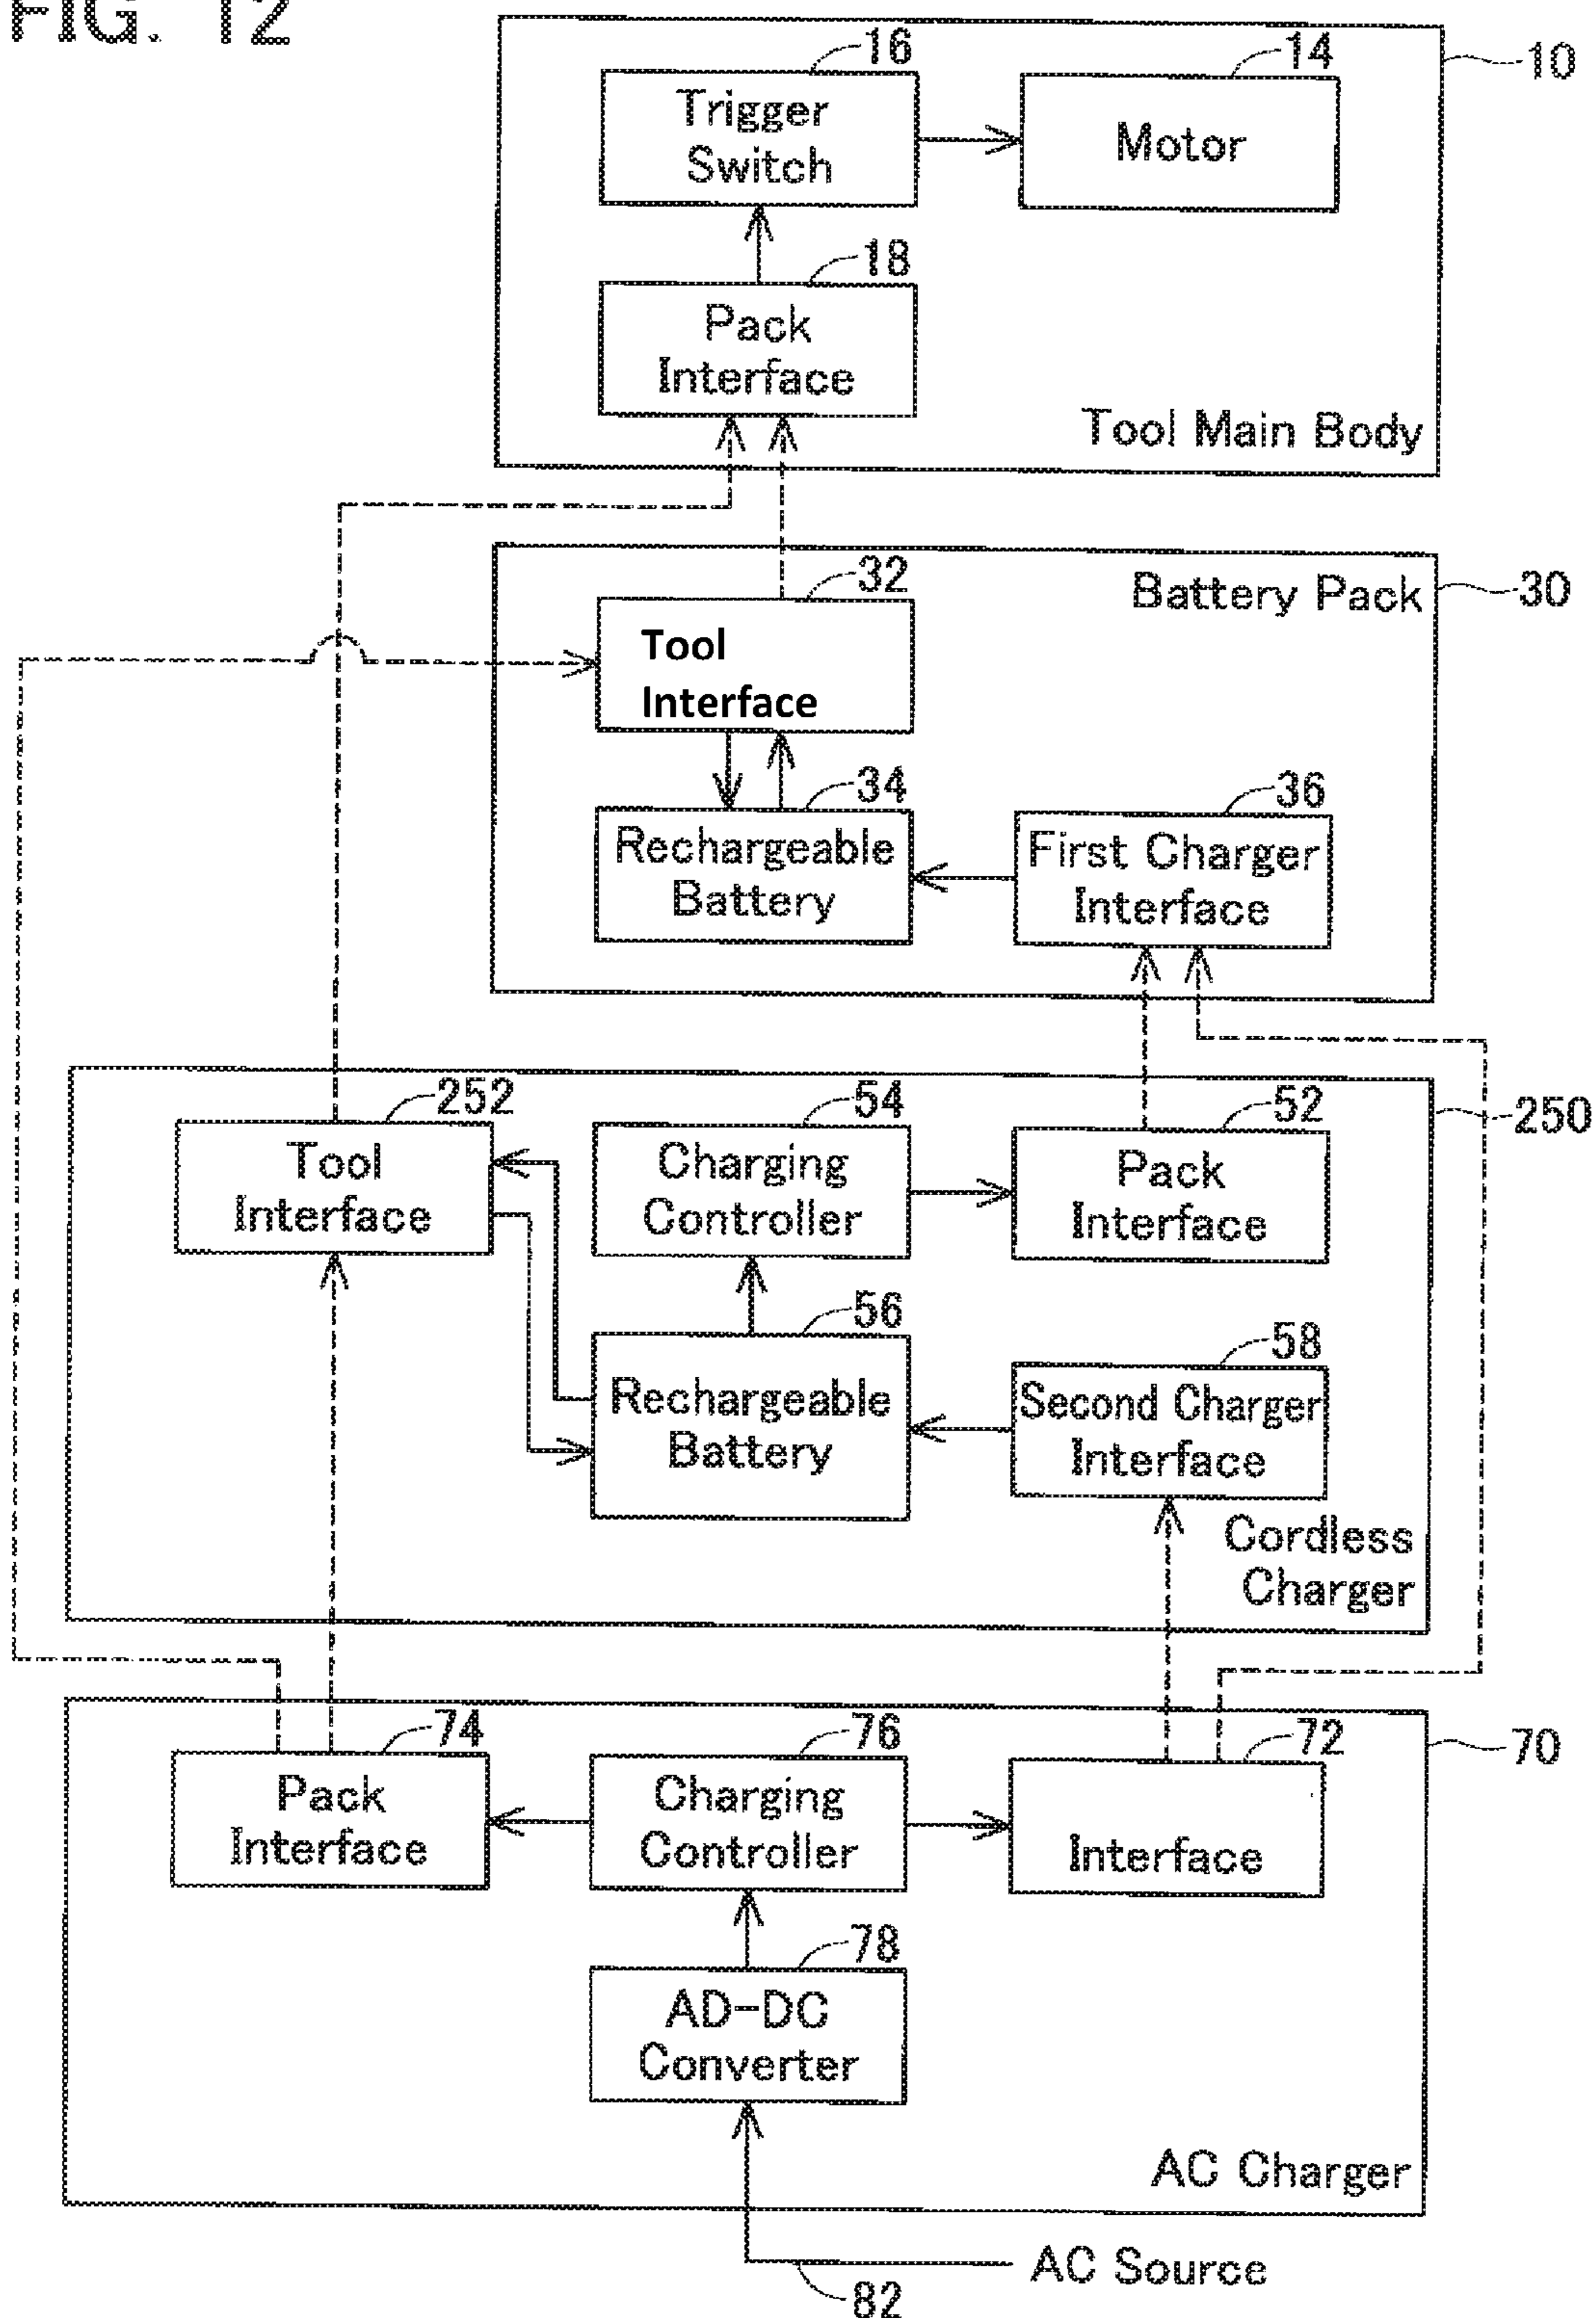 FIG. 12
16
14
10
Trigger
Switch
Motor
18
Pack
Interface
Tool Main Body
32
Battery Pack
30
Tool
Interface
34
36
Rechargeable
Battery
First Charger
Interface
252
54
52
250
Tool
Interface
Charging
Controller
Pack
Interface
56
58
Rechargeable
Battery
Second Charger
Interface
Cordless
Charger
74
76
72
70
Pack
Interface
Charging
Controller
Interface
78
AD-DC
Converter
AC Charger
AC Source
82